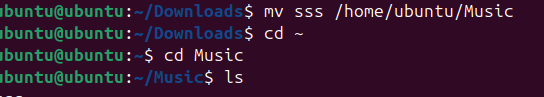 ubuntu@ubuntu:~/Downloads$ mv sss /home/ubuntu/Music
ubuntu@ubuntu:~/Downloads$ cd ~
ubuntu@ubuntu:~$ cd Music
ubuntu@ubuntu:~/Music$ ls